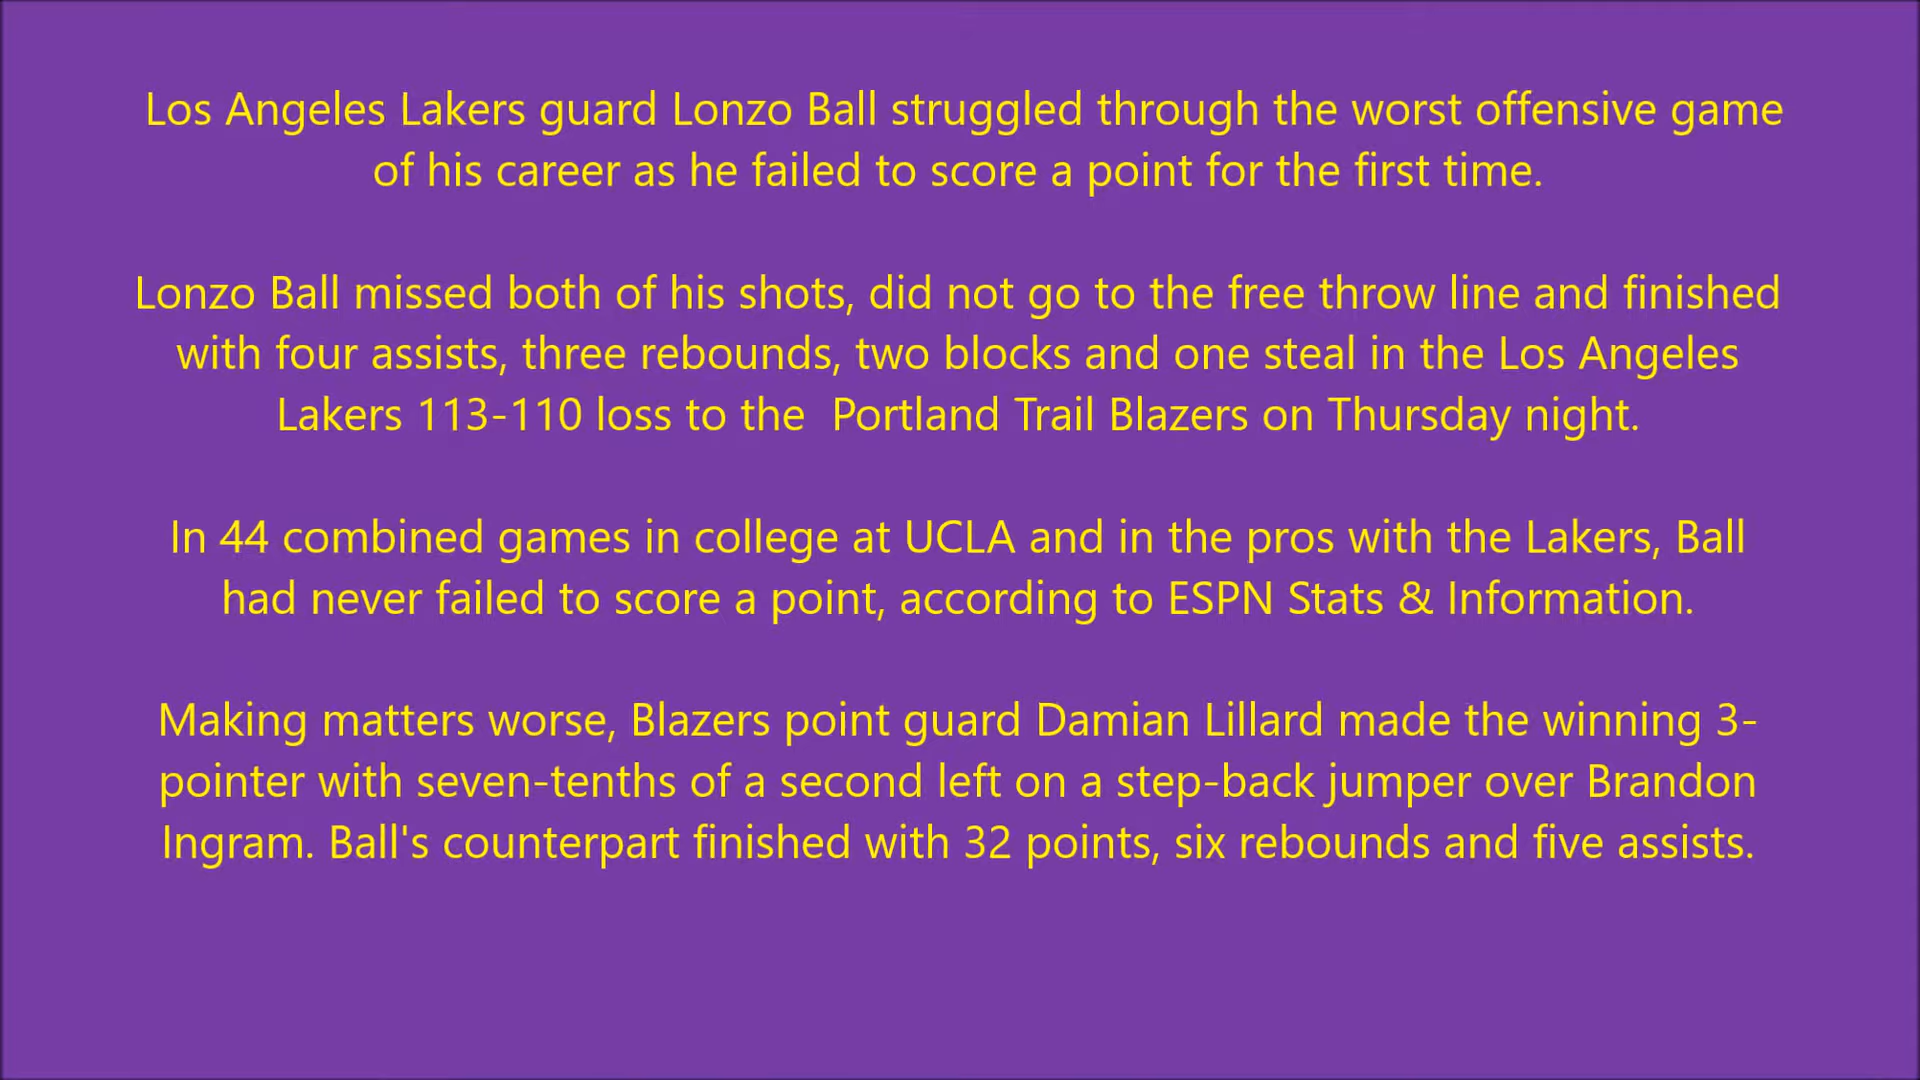 Los Angeles Lakers guard Lonzo Ball struggled through the worst offensive game
of his career as he failed to score a point for the first time.
Lonzo Ball missed both of his shots, did not go to the free throw line and finished
with four assists, three rebounds, two blocks and one steal in the Los Angeles
Lakers 113-110 loss to the  Portland Trail Blazers on Thursday night.
In 44 combined games in college at UCLA and in the pros with the Lakers, Ball
had never failed to score a point, according to ESPN Stats & Information.
Making matters worse, Blazers point guard Damian Lillard made the winning 3-
pointer with seven-tenths of a second left on a step-back jumper over Brandon
Ingram. Ball's counterpart finished with 32 points, six rebounds and five assists.